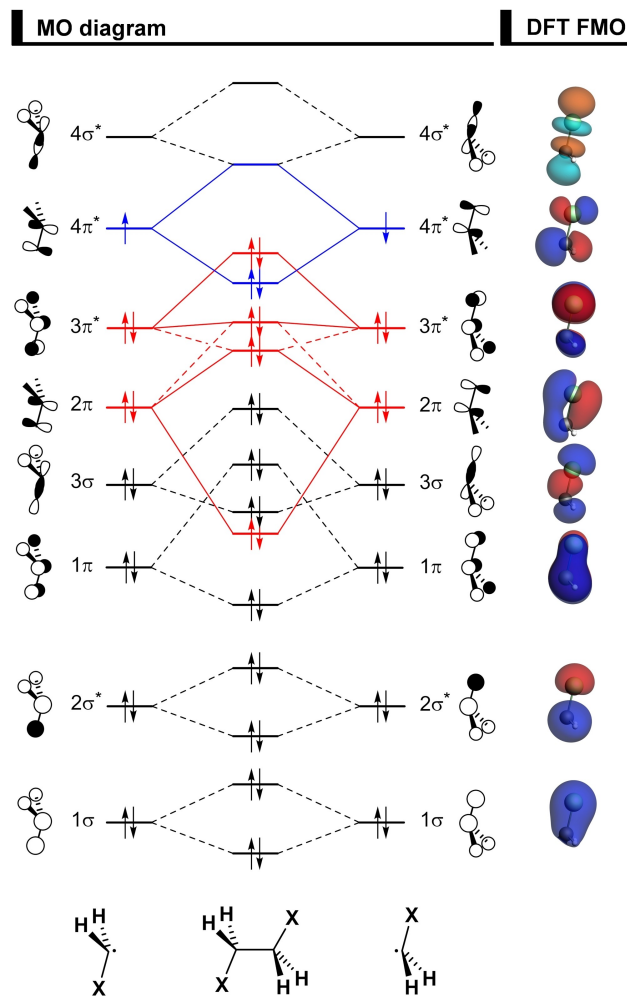 MO diagram DFT FMO
4σ* 4σ*
4π* 4π*
3π* 3π*
2π 2π
3σ 3σ
1π 1π
2σ* 2σ*
1σ 1σ
H H X H X X H H X H H